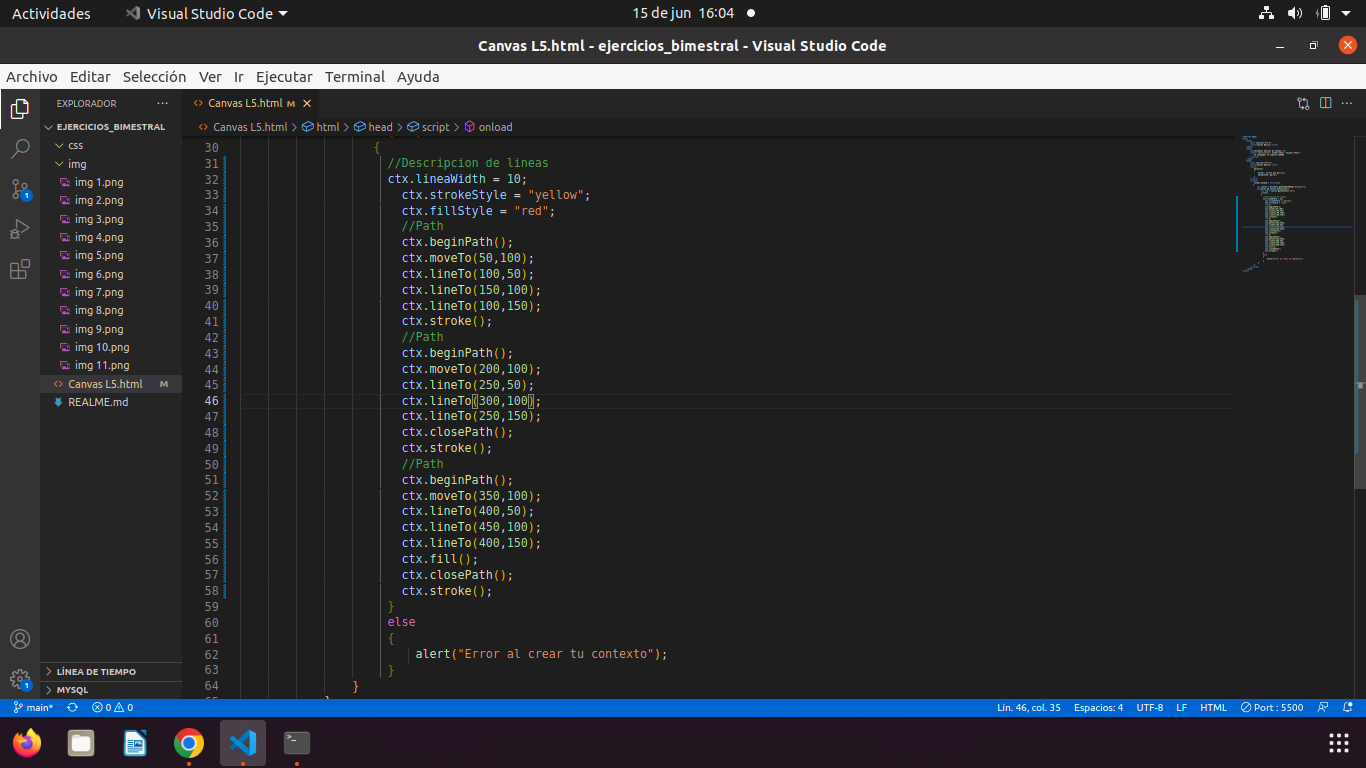 Actividades
Visual Studio Code
15 de jun 16:04
Canvas L5.html - ejercicios_bimestral - Visual Studio Code
Archivo Editar Selección Ver Ir Ejecutar Terminal Ayuda
EXPLORADOR
EJERCICIOS_BIMESTRAL
css
img
img 1.png
img 2.png
img 3.png
img 4.png
img 5.png
img 6.png
img 7.png
img 8.png
img 9.png
img 10.png
img 11.png
Canvas L5.html M
REALME.md
LÍNEA DE TIEMPO
MYSQL
1
1
Canvas L5.html M
Canvas L5.html > html > head > script > onload
30 {
31 //Descripcion de lineas
32 ctx.lineaWidth = 10;
33 ctx.strokeStyle = "yellow";
34 ctx.fillStyle = "red";
35 //Path
36 ctx.beginPath();
37 ctx.moveTo(50,100);
38 ctx.lineTo(100,50);
39 ctx.lineTo(150,100);
40 ctx.lineTo(100,150);
41 ctx.stroke();
42 //Path
43 ctx.beginPath();
44 ctx.moveTo(200,100);
45 ctx.lineTo(250,50);
46 ctx.lineTo(300,100);
47 ctx.lineTo(250,150);
48 ctx.closePath();
49 ctx.stroke();
50 //Path
51 ctx.beginPath();
52 ctx.moveTo(350,100);
53 ctx.lineTo(400,50);
54 ctx.lineTo(450,100);
55 ctx.lineTo(400,150);
56 ctx.fill();
57 ctx.closePath();
58 ctx.stroke();
59 }
60 else
61 {
62 alert("Error al crear tu contexto");
63 }
64 }
65 }
main* 0 0 Lín. 46, col. 35 Espacios: 4 UTF-8 LF HTML Port : 5500